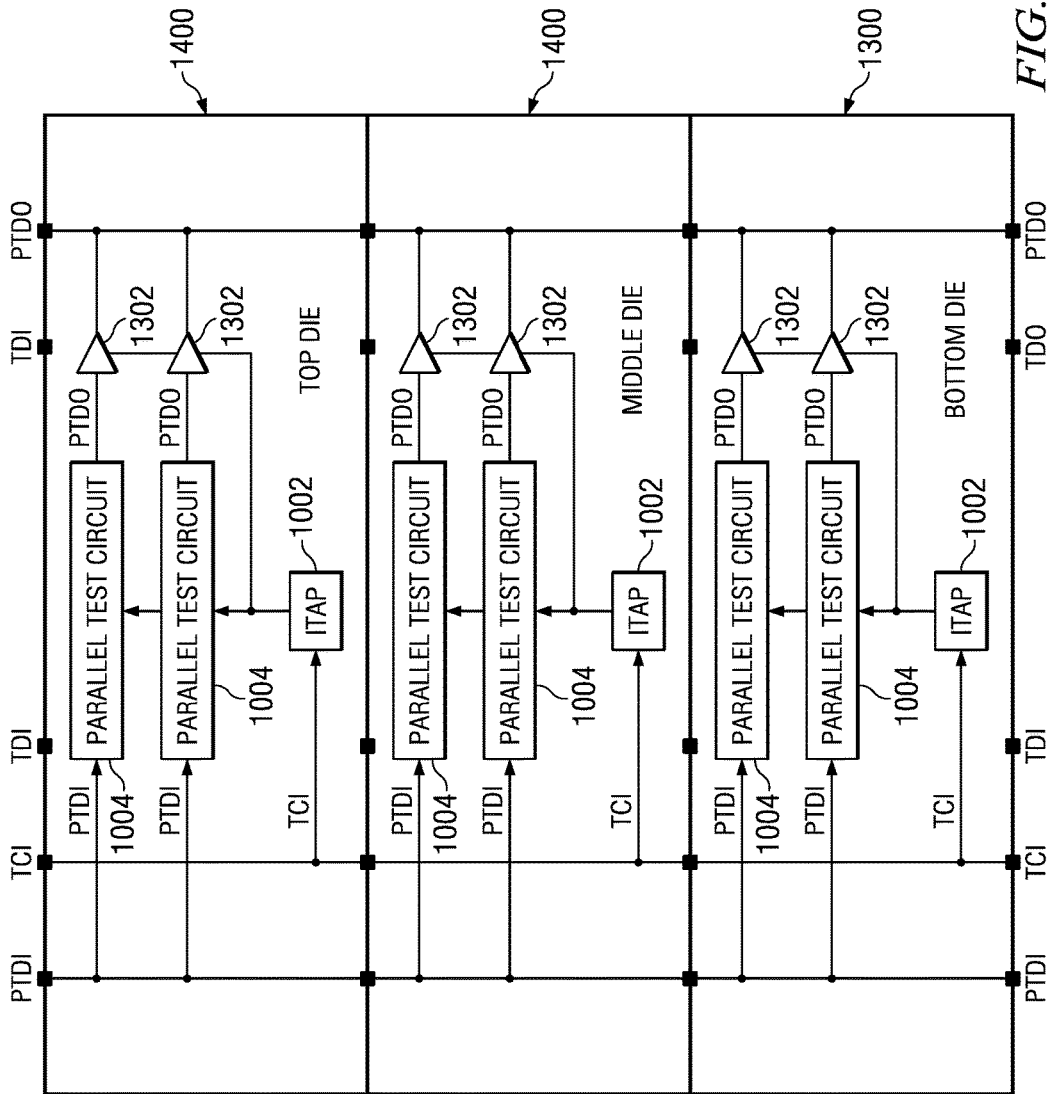 PTDI
TCI
TDI
TDI
PTDO
PTDI
PARALLEL TEST CIRCUIT
PTDO
1302
1004
PTDI
PARALLEL TEST CIRCUIT
PTDO
1302
1400
1004
TCI
ITAP
1002
TOP DIE
PTDI
PARALLEL TEST CIRCUIT
PTDO
1302
1004
PTDI
PARALLEL TEST CIRCUIT
PTDO
1302
1400
1004
TCI
ITAP
1002
MIDDLE DIE
PTDI
PARALLEL TEST CIRCUIT
PTDO
1302
1004
PTDI
PARALLEL TEST CIRCUIT
PTDO
1302
1300
1004
TCI
ITAP
1002
BOTTOM DIE
PTDI
TCI
TDI
TDO
PTDO
FIG.